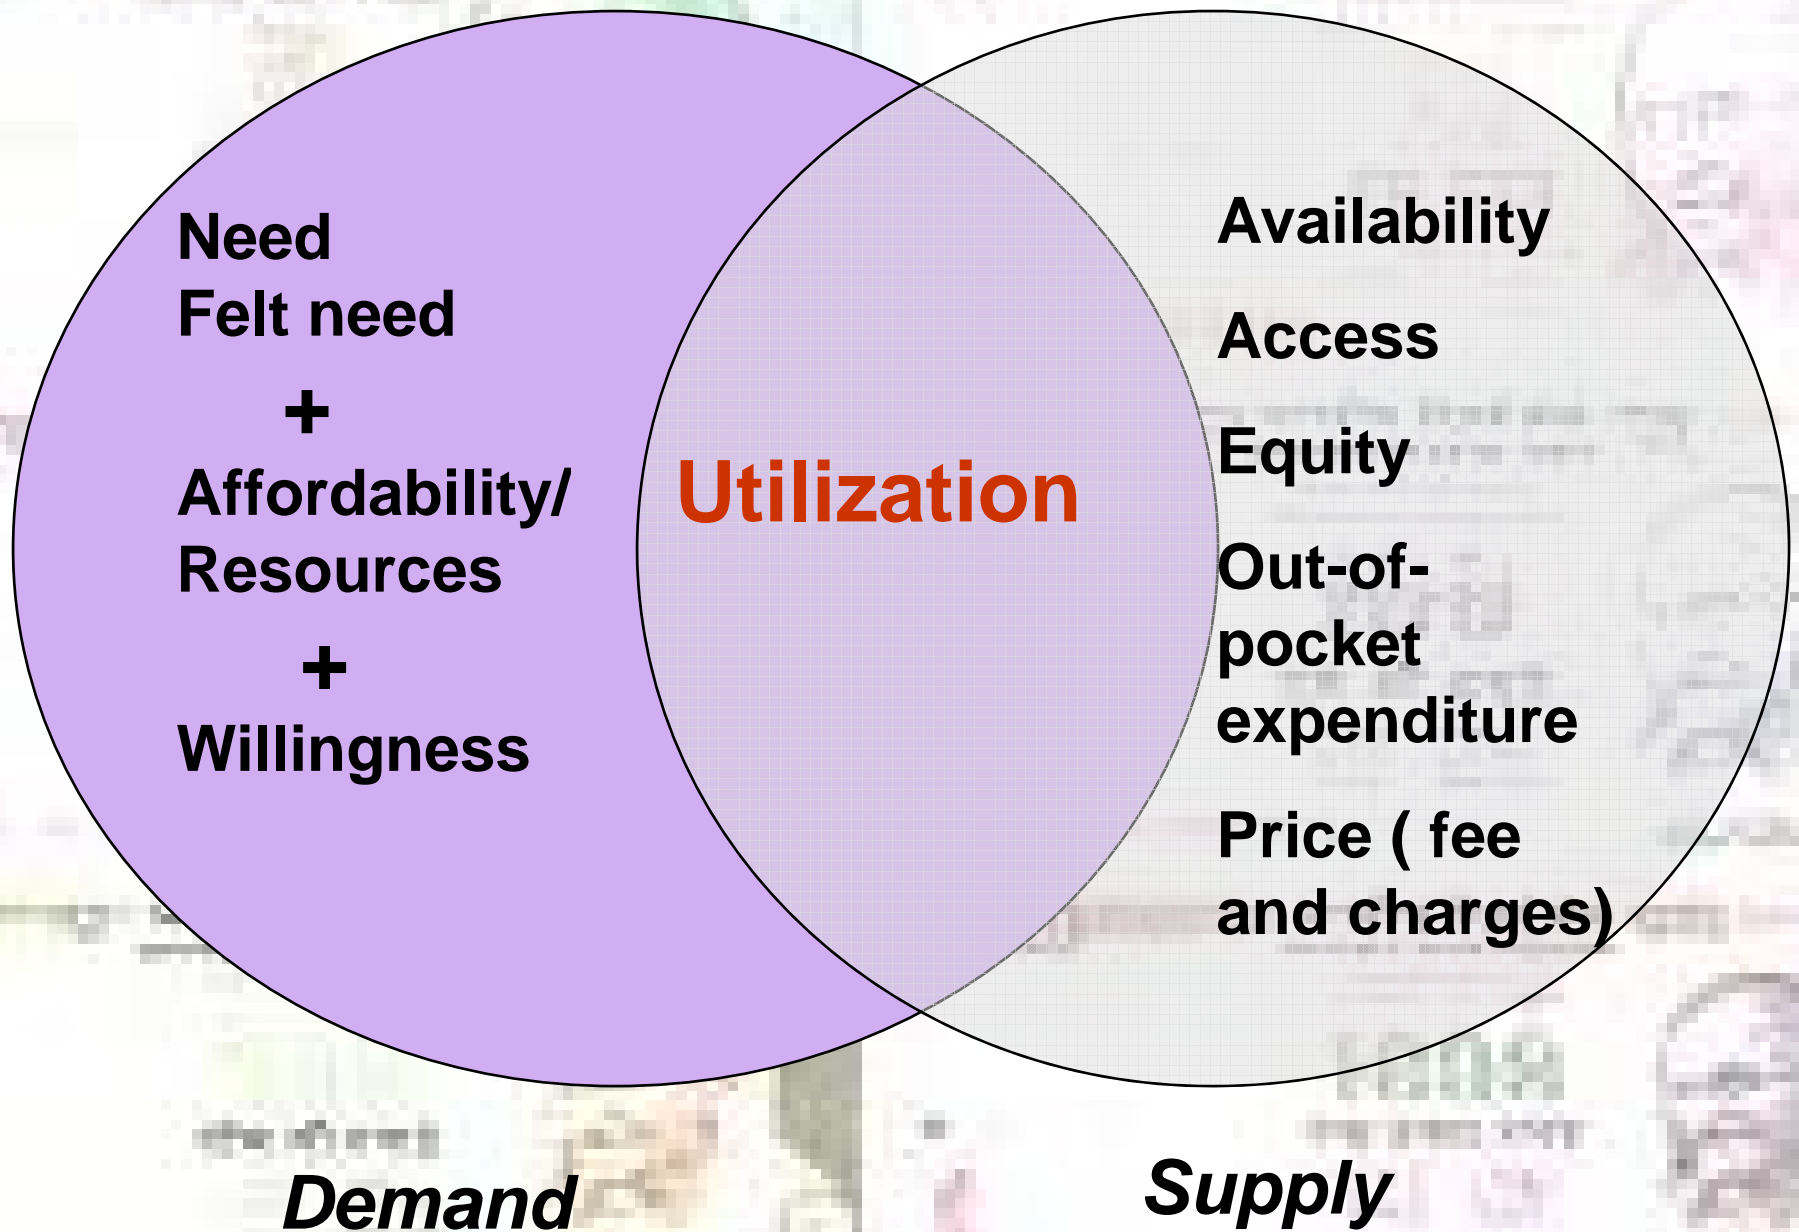 Need
Felt need
+
Affordability/
Resources
+
Willingness
Utilization
Availability
Access
Equity
Out-of-
pocket
expenditure
Price ( fee
and charges)
Demand
Supply